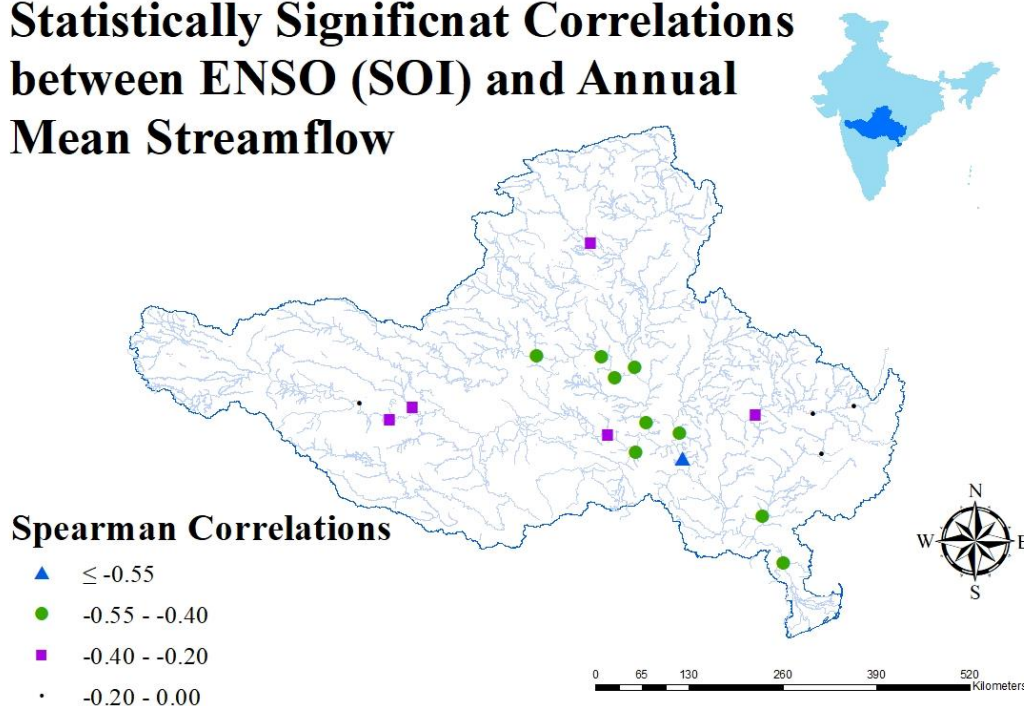 Statistically Significnat Correlations
between ENSO (SOI) and Annual
Mean Streamflow
N
W E
S
Spearman Correlations
≤ -0.55
-0.55 - -0.40
-0.40 - -0.20
-0.20 - 0.00
0 65 130 260 390 520
Kilometers